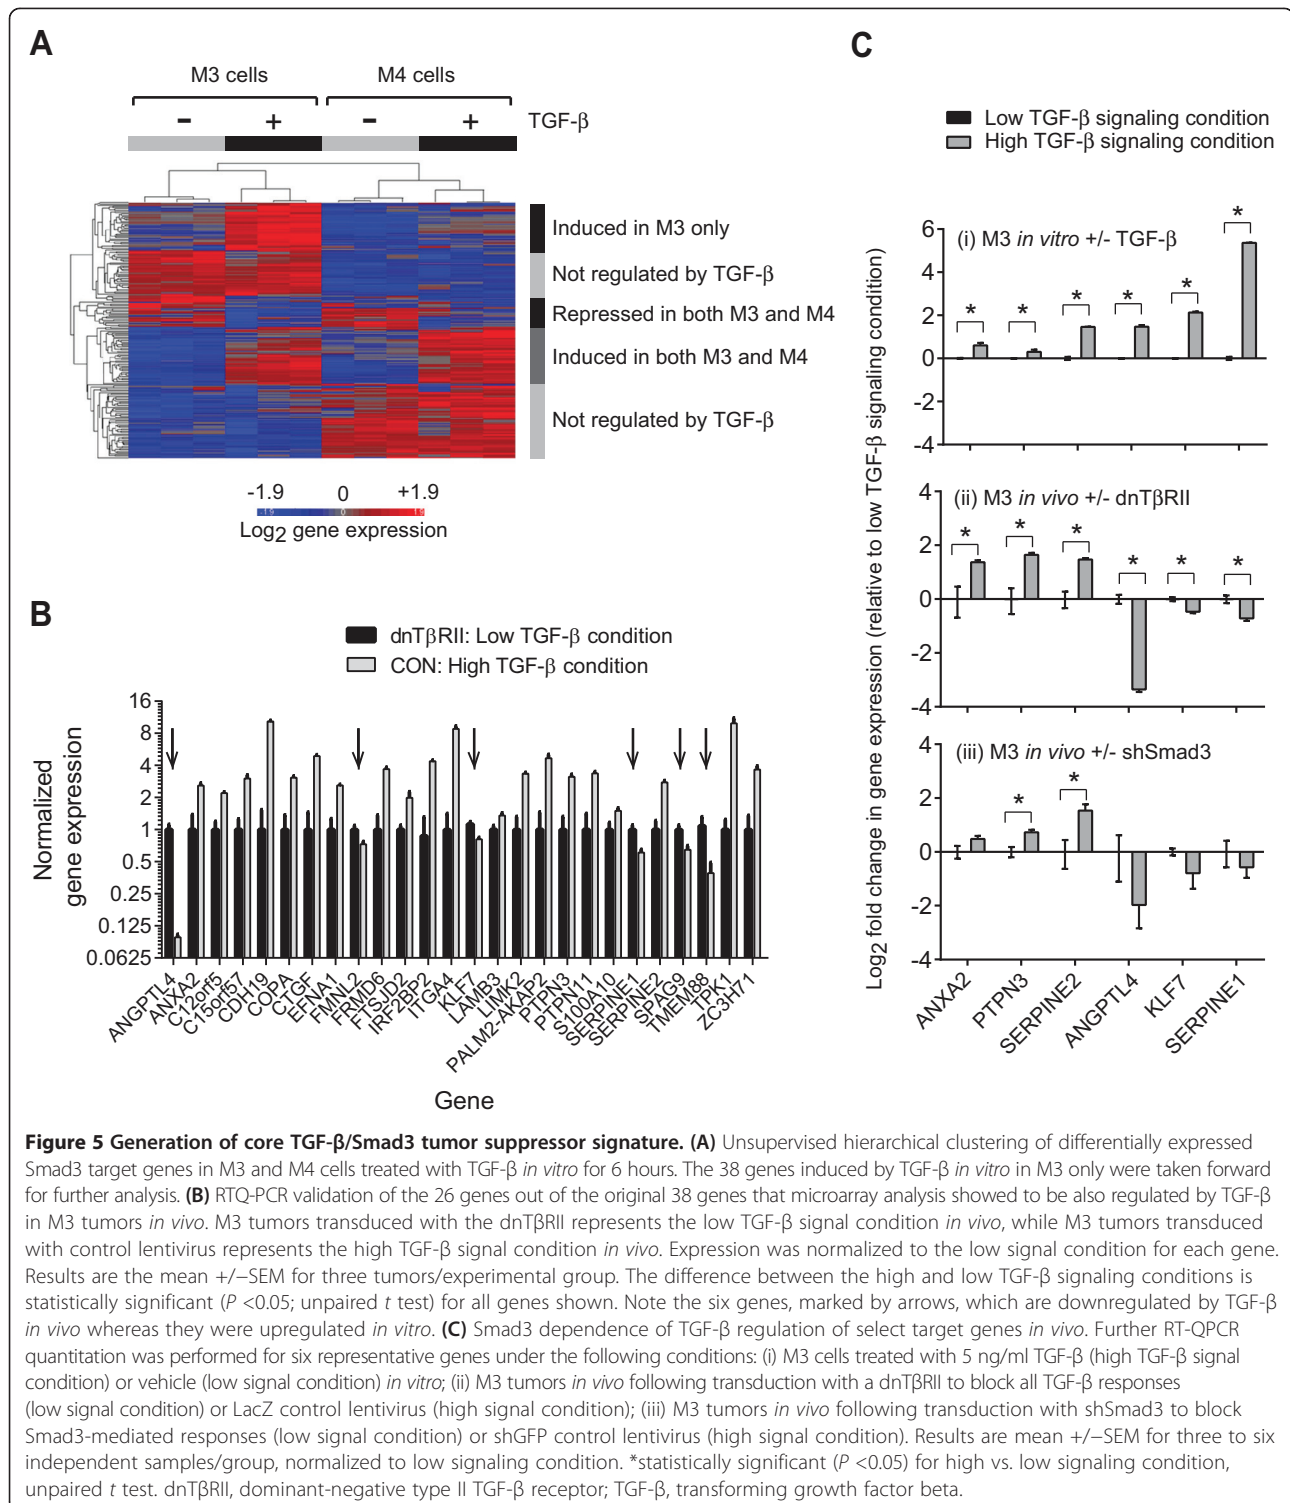 A
M3 cells
M4 cells
- + - + TGF-β
Induced in M3 only
Not regulated by TGF-β
Repressed in both M3 and M4
Induced in both M3 and M4
Not regulated by TGF-β
-1.9 0 +1.9
-1.9 0 1.9
Log2 gene expression
B
dnTβRII: Low TGF-β condition
CON: High TGF-β condition
Normalized
gene expression
16
8
4
2
1
0.5
0.25
0.125
0.0625
ANGPTL4
ANXA2
C12orf5
C15orf57
CDH19
COPA
CTGF
EFNA1
FMNL2
FRMD6
FTSJD2
IRF2BP2
ITGA4
KLF7
LAMB3
LIMK2
PALM2-AKAP2
PTPN3
PTPN11
S100A10
SERPINE1
SERPINE2
SPAG9
TMEM88
TPK1
ZC3H71
Gene
C
Low TGF-β signaling condition
High TGF-β signaling condition
Log2 fold change in gene expression (relative to low TGF-β signaling condition)
(i) M3 in vitro +/- TGF-β
6
4
2
0
-2
-4
* * * * * *
(ii) M3 in vivo +/- dnTβRII
4
2
0
-2
-4
* * * * * *
(iii) M3 in vivo +/- shSmad3
4
2
0
-2
-4
* *
ANXA2
PTPN3
SERPINE2
ANGPTL4
KLF7
SERPINE1
Figure 5 Generation of core TGF-β/Smad3 tumor suppressor signature. (A) Unsupervised hierarchical clustering of differentially expressed
Smad3 target genes in M3 and M4 cells treated with TGF-β in vitro for 6 hours. The 38 genes induced by TGF-β in vitro in M3 only were taken forward
for further analysis. (B) RTQ-PCR validation of the 26 genes out of the original 38 genes that microarray analysis showed to be also regulated by TGF-β
in M3 tumors in vivo. M3 tumors transduced with the dnTβRII represents the low TGF-β signal condition in vivo, while M3 tumors transduced
with control lentivirus represents the high TGF-β signal condition in vivo. Expression was normalized to the low signal condition for each gene.
Results are the mean +/−SEM for three tumors/experimental group. The difference between the high and low TGF-β signaling conditions is
statistically significant (P <0.05; unpaired t test) for all genes shown. Note the six genes, marked by arrows, which are downregulated by TGF-β
in vivo whereas they were upregulated in vitro. (C) Smad3 dependence of TGF-β regulation of select target genes in vivo. Further RT-QPCR
quantitation was performed for six representative genes under the following conditions: (i) M3 cells treated with 5 ng/ml TGF-β (high TGF-β signal
condition) or vehicle (low signal condition) in vitro; (ii) M3 tumors in vivo following transduction with a dnTβRII to block all TGF-β responses
(low signal condition) or LacZ control lentivirus (high signal condition); (iii) M3 tumors in vivo following transduction with shSmad3 to block
Smad3-mediated responses (low signal condition) or shGFP control lentivirus (high signal condition). Results are mean +/−SEM for three to six
independent samples/group, normalized to low signaling condition. *statistically significant (P <0.05) for high vs. low signaling condition,
unpaired t test. dnTβRII, dominant-negative type II TGF-β receptor; TGF-β, transforming growth factor beta.